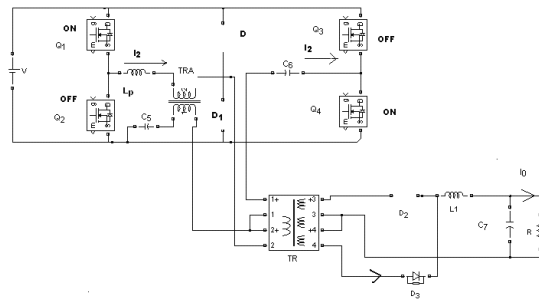 ON
Q1
OFF
Q2
V
I2
Lp
TRA
C5
D
D1
C6
I2
Q3
OFF
Q4
ON
1+
1
2+
2
+3
3
+4
4
TR
D2
D3
L1
C7
I0
R